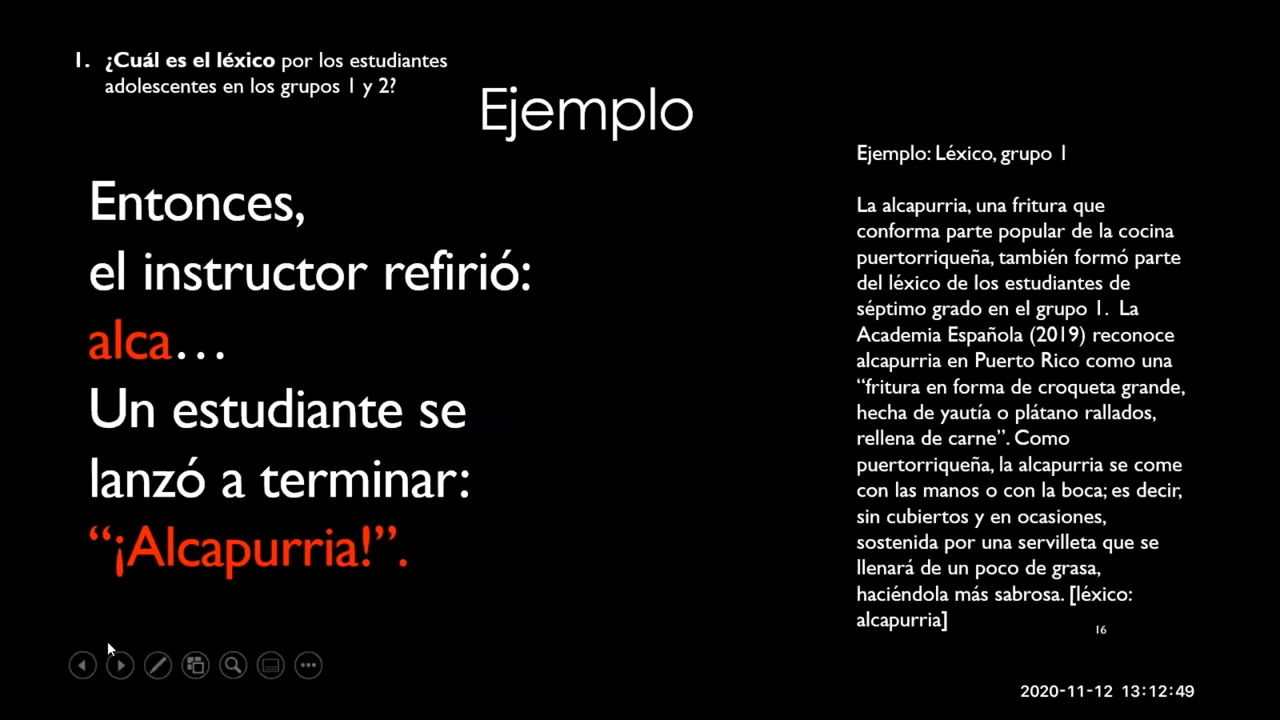 1. ¿Cuál es el léxico por los estudiantes
adolescentes en los grupos 1 y 2?
Ejemplo
Entonces,
el instructor refirió:
alca...
Un estudiante se
lanzó a terminar:
“¡Alcapurria!”.
Ejemplo: Léxico, grupo 1
La alcapurria, una fritura que
conforma parte popular de la cocina
puertorriqueña, también formó parte
del léxico de los estudiantes de
séptimo grado en el grupo 1. La
Academia Española (2019) reconoce
alcapurria en Puerto Rico como una
“fritura en forma de croqueta grande,
hecha de yautía o plátano rallados,
rellena de carne”. Como
puertorriqueña, la alcapurria se come
con las manos o con la boca; es decir,
sin cubiertos y en ocasiones,
sostenida por una servilleta que se
llenará de un poco de grasa,
haciéndola más sabrosa. [léxico:
alcapurria]
16
2020-11-12 13:12:49